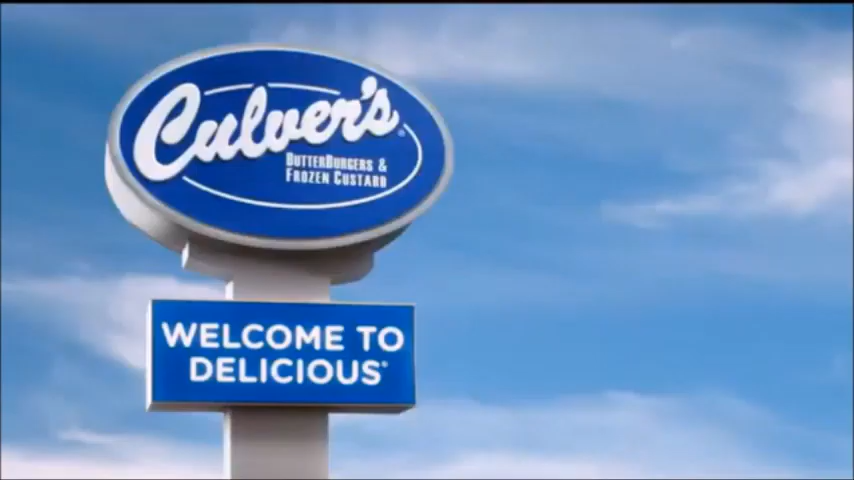 Culver's®
ButterBurgers &
Frozen Custard
WELCOME TO
DELICIOUS®